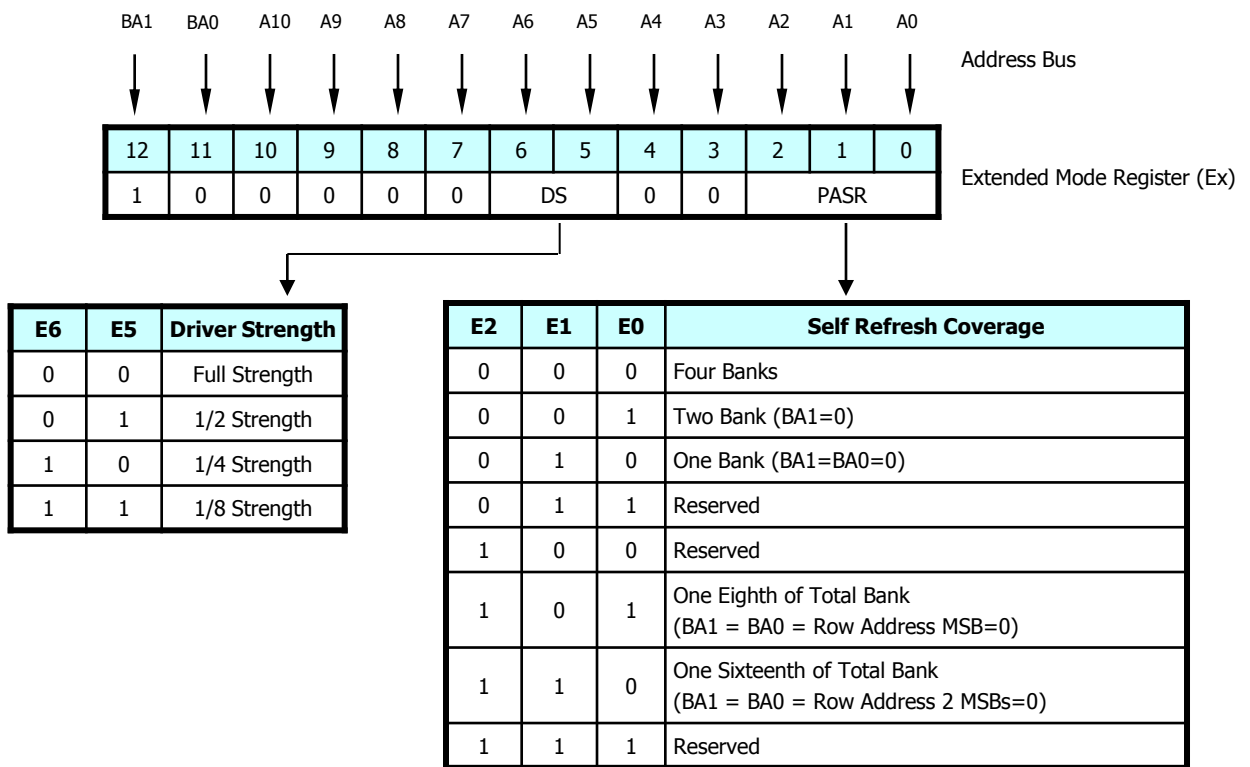 BA1 BA0 A10 A9 A8 A7 A6 A5 A4 A3 A2 A1 A0
Address Bus
12 11 10 9 8 7 6 5 4 3 2 1 0
Extended Mode Register (Ex)
1 0 0 0 0 0 DS 0 0 PASR
E6 E5 Driver Strength
0 0 Full Strength
0 1 1/2 Strength
1 0 1/4 Strength
1 1 1/8 Strength
E2 E1 E0 Self Refresh Coverage
0 0 0 Four Banks
0 0 1 Two Bank (BA1=0)
0 1 0 One Bank (BA1=BA0=0)
0 1 1 Reserved
1 0 0 Reserved
1 0 1 One Eighth of Total Bank
(BA1 = BA0 = Row Address MSB=0)
1 1 0 One Sixteenth of Total Bank
(BA1 = BA0 = Row Address 2 MSBs=0)
1 1 1 Reserved